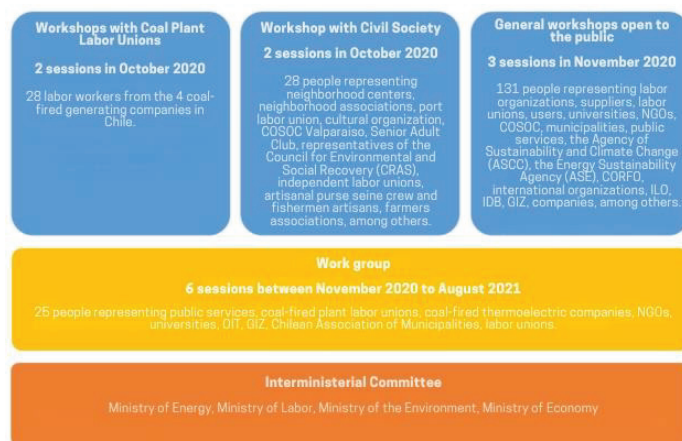 Workshops with Coal Plant
Labor Unions
2 sessions in October 2020
28 labor workers from the 4 coal-
fired generating companies in
Chile.
Workshop with Civil Society
2 sessions in October 2020
28 people representing
neighborhood centers,
neighborhood associations, port
labor union, cultural organization,
COSOC Valparaiso, Senior Adult
Club, representatives of the
Council for Environmental and
Social Recovery (CRAS),
independent labor unions,
artisanal purse seine crew and
fishermen artisans, farmers
associations, among others.
General workshops open to
the public
3 sessions in November 2020
131 people representing labor
organizations, suppliers, labor
unions, users, universities, NGOs,
COSOC, municipalities, public
services, the Agency of
Sustainability and Climate Change
(ASCC), the Energy Sustainability
Agency (ASE), CORFO,
international organizations, ILO,
IDB, GIZ, companies, among others.
Work group
6 sessions between November 2020 to August 2021
25 people representing public services, coal-fired plant labor unions, coal-fired thermoelectric companies, NGOs,
universities, OIT, GIZ, Chilean Association of Municipalities, labor unions.
Interministerial Committee
Ministry of Energy, Ministry of Labor, Ministry of the Environment, Ministry of Economy